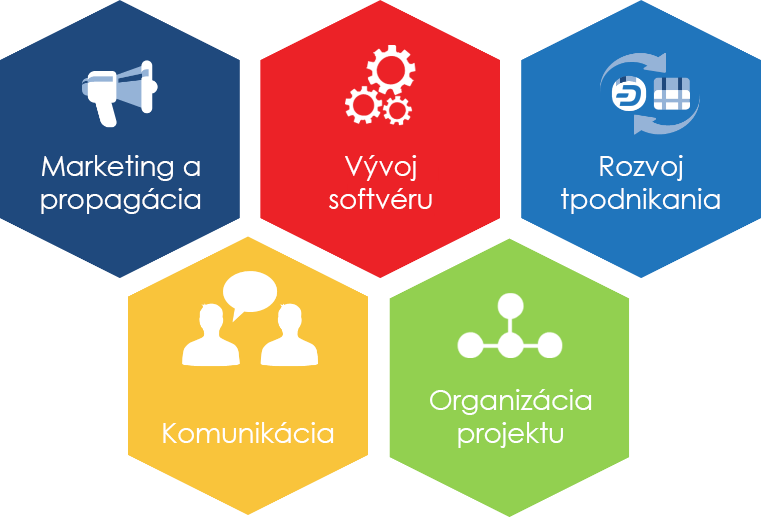 Marketing a
propagácia
Vývoj
softvéru
Rozvoj
tpodnikania
Komunikácia
Organizácia
projektu